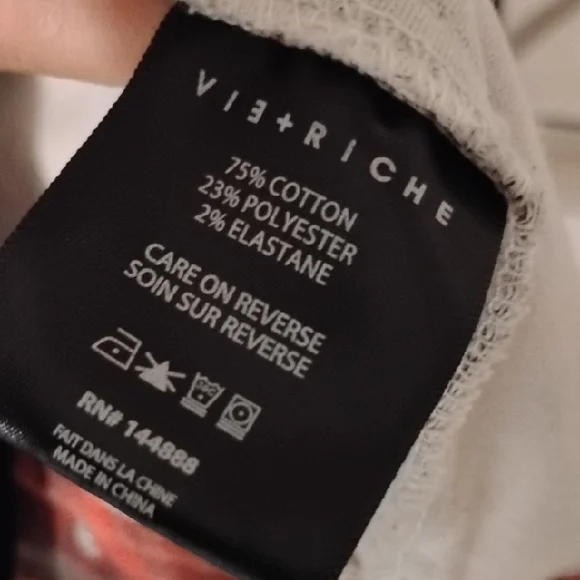 VIE+RICHE
75% COTTON
23% POLYESTER
2% ELASTANE
CARE ON REVERSE
SOIN SUR REVERSE
RN# 144888
FAIT DANS LA CHINE
MADE IN CHINA